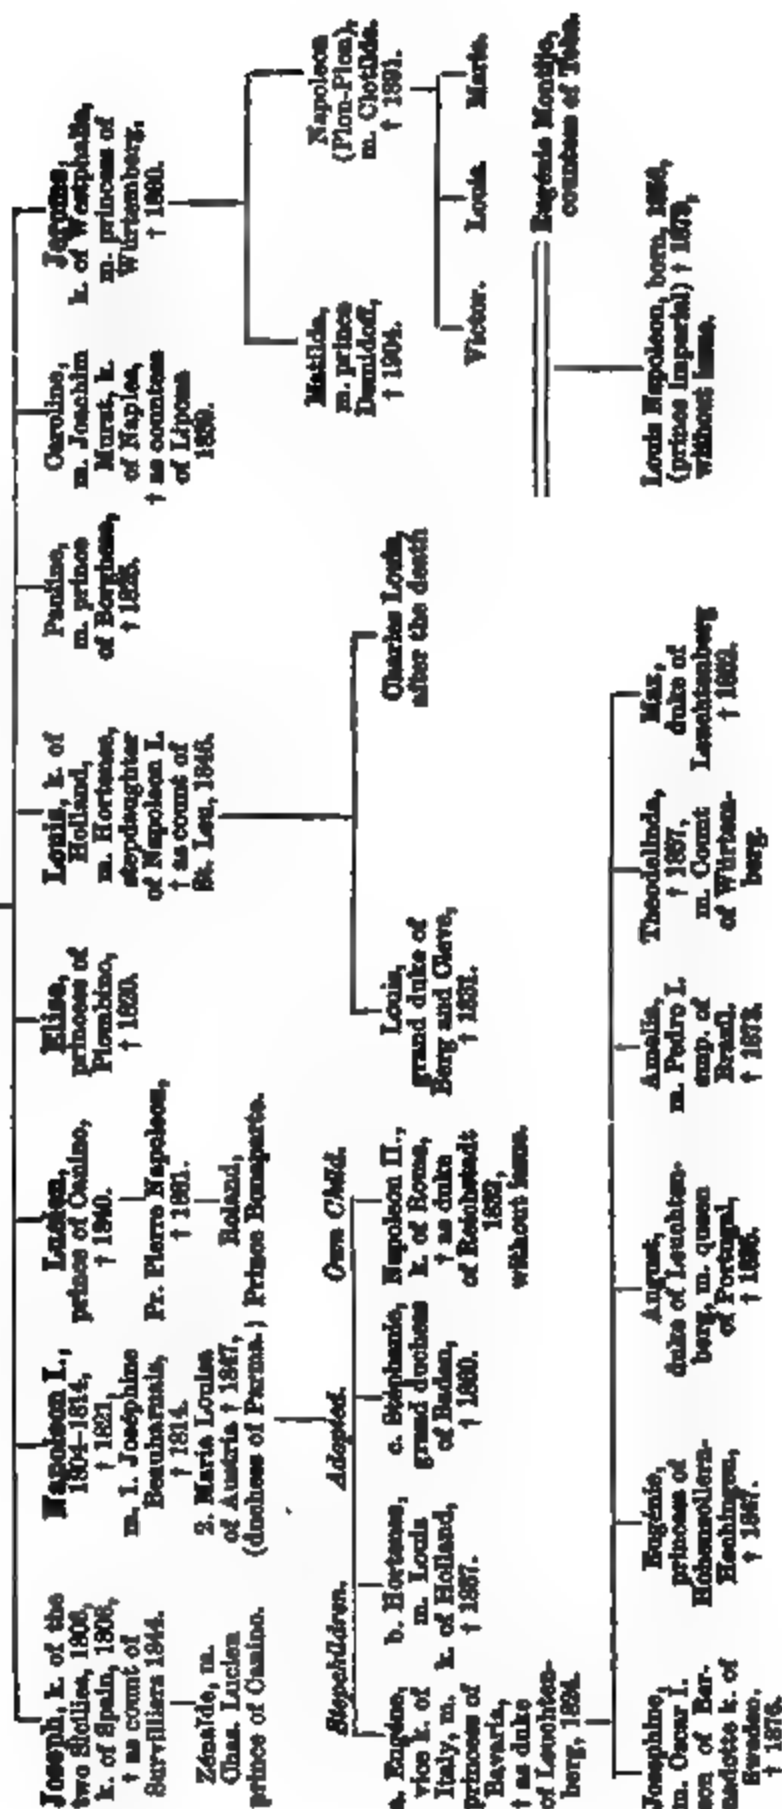 Joseph, k. of the
two Sicilies, 1806,
k. of Spain, 1808,
† as count of
Survilliers 1844.
Zénaïde, m.
Chas. Lucien
prince of Canino.
Napoleon I.,
1804-1814,
† 1821
m. 1. Josephine
Beauharnais,
† 1814.
2. Maria Louise
of Austria † 1847,
(duchess of Parma.)
Lucien,
prince of Canino,
† 1840.
Pr. Pierre Napoleon,
† 1881.
Roland,
Prince Bonaparte.
Elise,
princess of
Piombino,
† 1820.
Louis, k. of
Holland,
m. Hortense,
stepdaughter
of Napoleon I.
† as count of
St. Leu, 1846.
Pauline,
m. prince
of Borghese,
† 1825.
Caroline,
m. Joachim
Murat, k.
of Naples,
† as countess
of Lipona
1839.
Jerome,
k. of Westphalia,
m. princess of
Würtemberg,
† 1860.
Matilda,
m. prince
Demidoff,
† 1904.
Napoleon
(Plon-Plon),
m. Clotilde.
† 1891.
Victor. Louis. Marie.
Stepchildren. Adopted. Own Child.
a. Eugène,
vice k. of
Italy, m.
princess of
Bavaria,
† as duke
of Leuchten-
berg, 1824.
b. Hortense,
m. Louis
k. of Holland,
† 1837.
c. Stéphanie,
grand duchess
of Baden,
† 1860.
Napoleon II.,
k. of Rome,
† as duke
of Reichstadt
1832,
without issue.
Louis,
grand duke of
Berg and Cleve,
† 1831.
Charles Louis,
after the death
Eugénie Montijo,
countess of Teba.
Louis Napoleon, born, 1856,
(prince imperial) † 1879,
without issue.
Josephine,
m. Oscar I.
son of Ber-
nadotte k. of
Sweden.
† 1876.
Eugénie,
princess of
Hohenzollern-
Hechingen,
† 1847.
August,
duke of Leuchten-
berg, m. queen
of Portugal,
† 1835.
Amelia,
m. Pedro I.
emp. of
Brazil.
† 1873.
Theodelinda,
† 1857,
m. Count
of Würtem-
berg.
Max,
duke of
Leuchtenberg
† 1852.